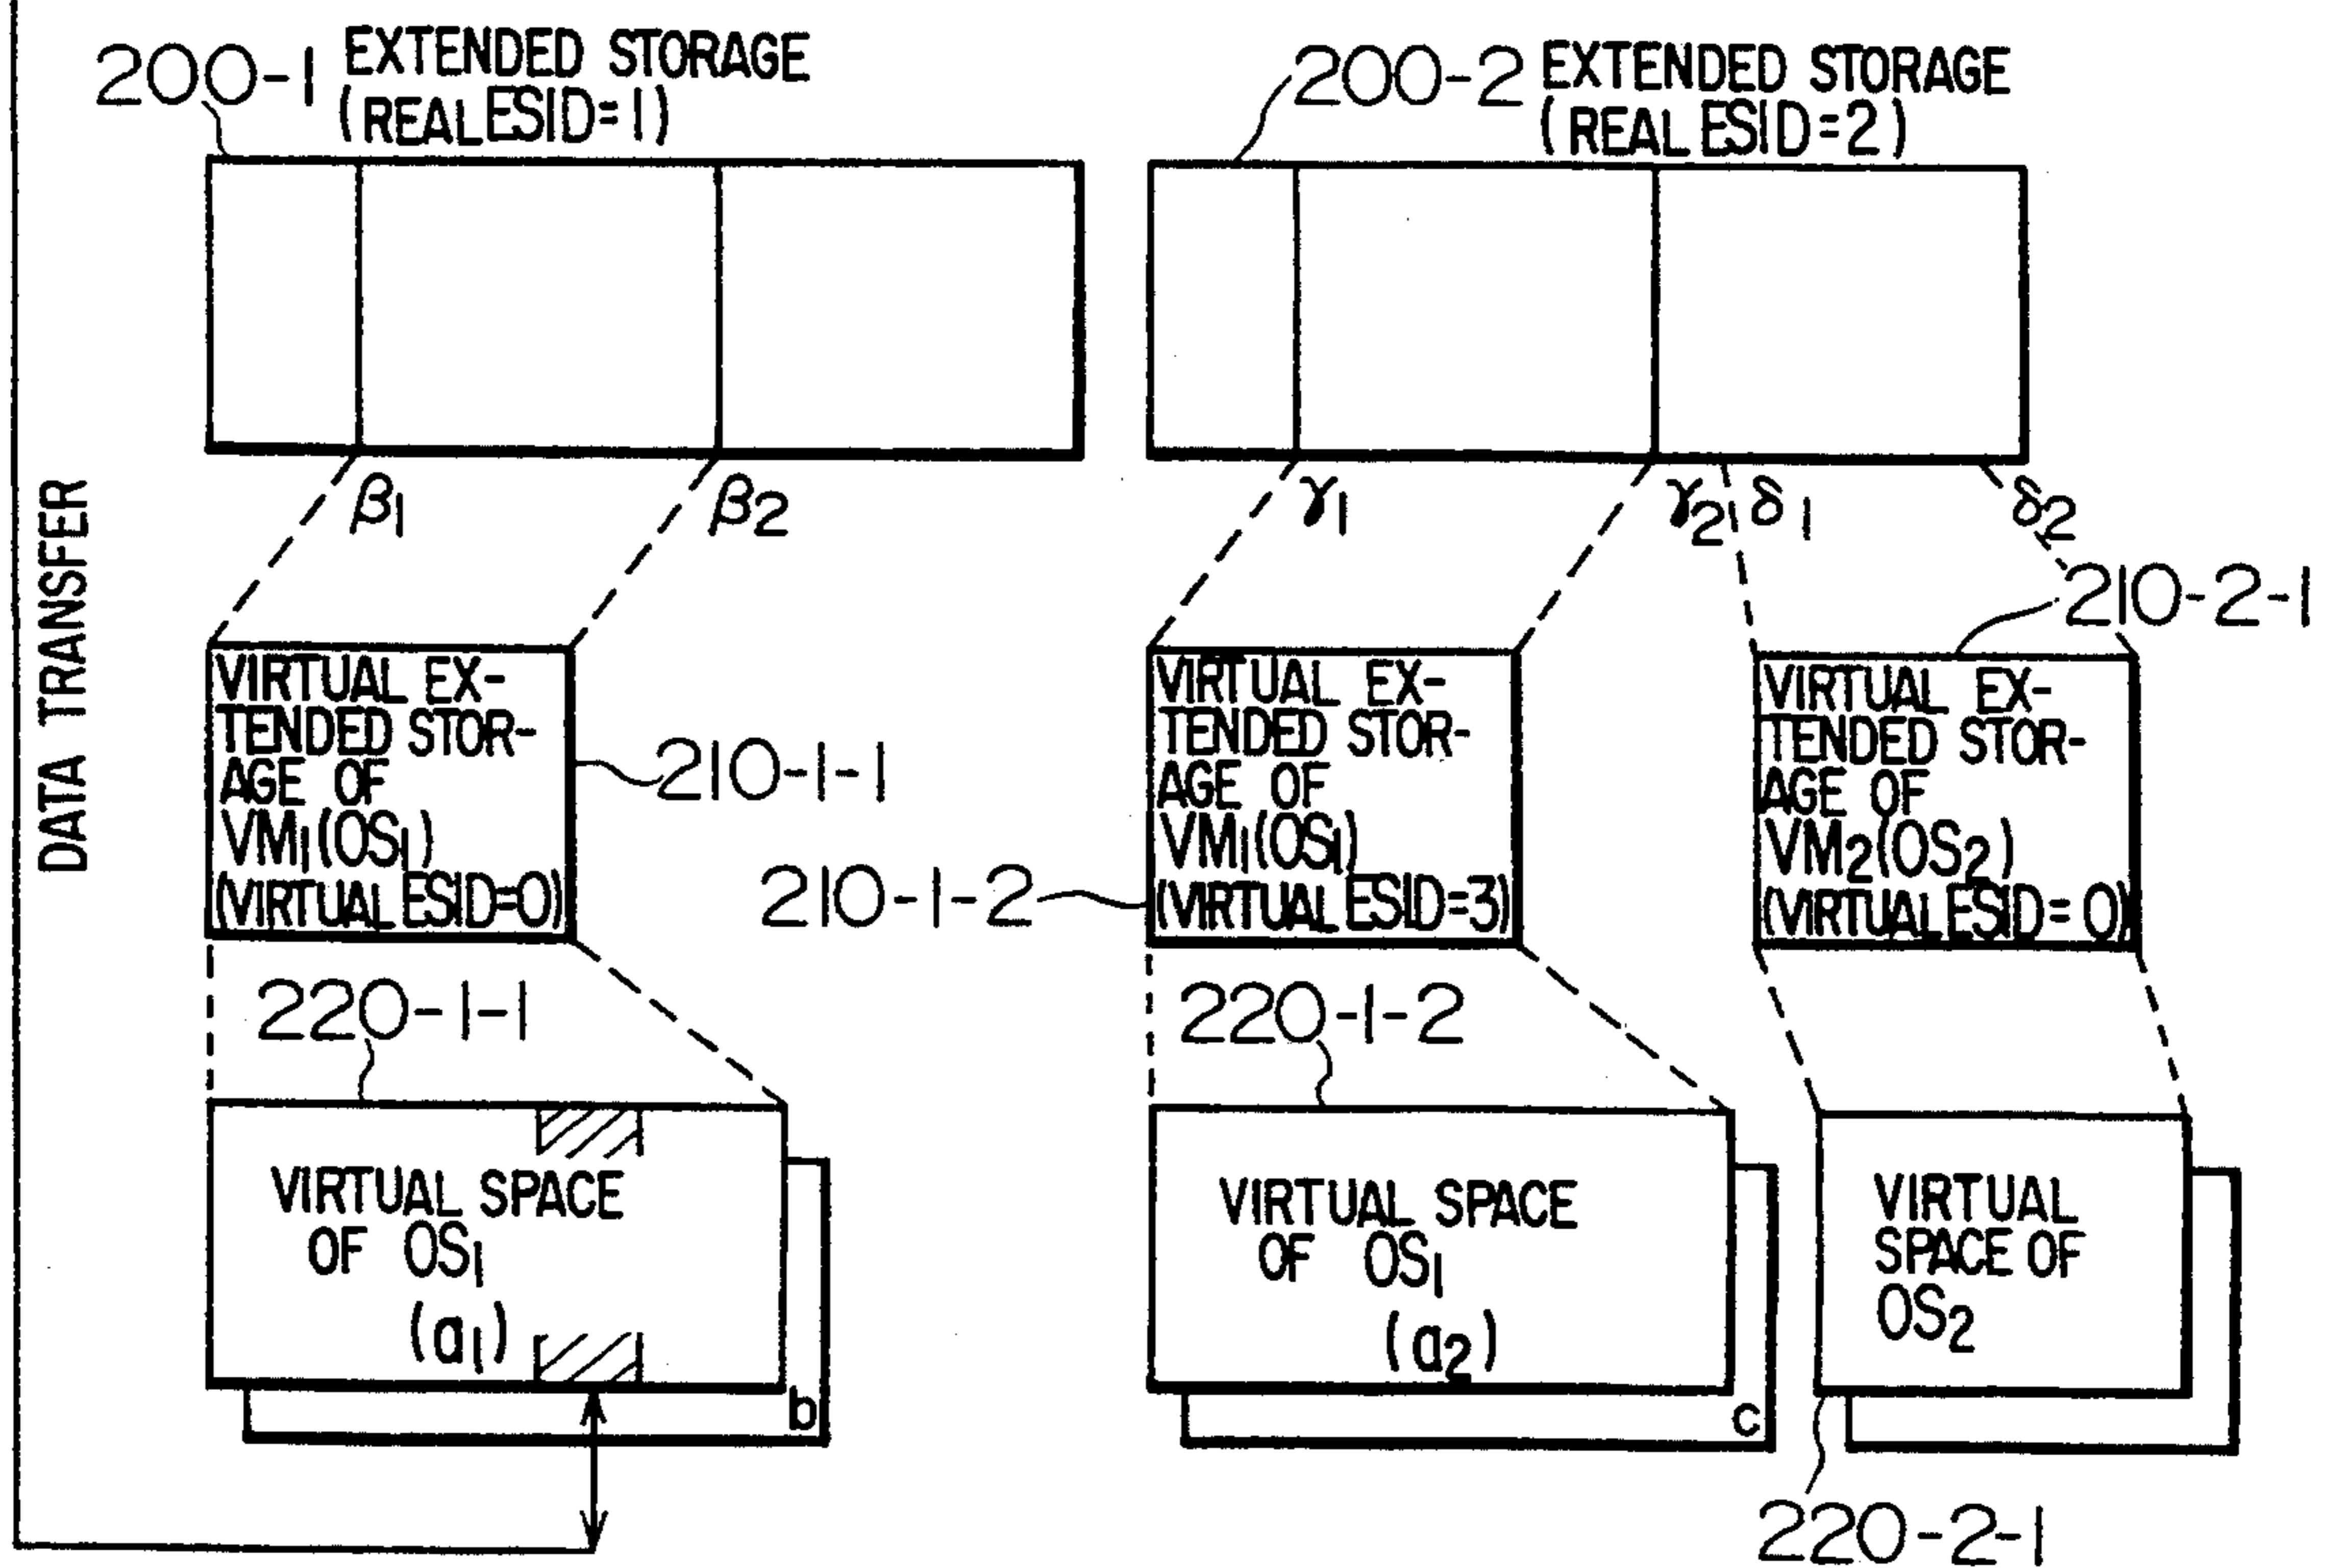 200-1 EXTENDED STORAGE
(REAL ESID=1)
200-2 EXTENDED STORAGE
(REAL ESID=2)
DATA TRANSFER
β1
β2
γ1
γ2
δ1
δ2
210-2-1
VIRTUAL EX-
TENDED STOR-
AGE OF
VM1(OS1)
(VIRTUAL ESID=0)
210-1-1
210-1-2
VIRTUAL EX-
TENDED STOR-
AGE OF
VM1(OS1)
(VIRTUAL ESID=3)
VIRTUAL EX-
TENDED STOR-
AGE OF
VM2(OS2)
(VIRTUAL ESID=0)
220-1-1
220-1-2
VIRTUAL SPACE
OF OS1
(a1)
b
VIRTUAL SPACE
OF OS1
(a2)
c
VIRTUAL
SPACE OF
OS2
220-2-1